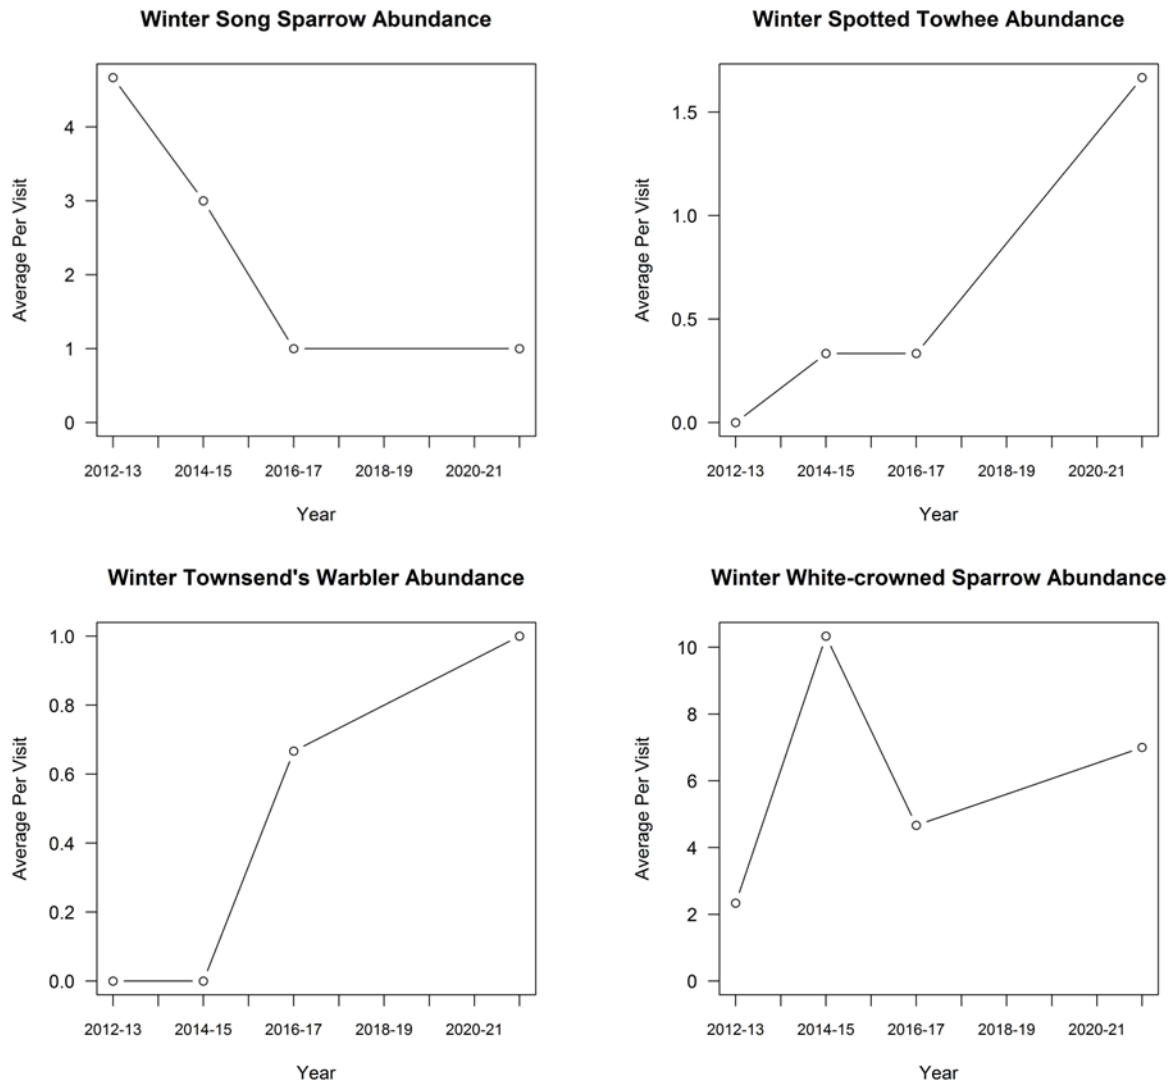 Winter Song Sparrow Abundance
Average Per Visit
4
3
2
1
0
2012-13 2014-15 2016-17 2018-19 2020-21
Year
Winter Spotted Towhee Abundance
Average Per Visit
1.5
1.0
0.5
0.0
2012-13 2014-15 2016-17 2018-19 2020-21
Year
Winter Townsend's Warbler Abundance
Average Per Visit
1.0
0.8
0.6
0.4
0.2
0.0
2012-13 2014-15 2016-17 2018-19 2020-21
Year
Winter White-crowned Sparrow Abundance
Average Per Visit
10
8
6
4
2
0
2012-13 2014-15 2016-17 2018-19 2020-21
Year